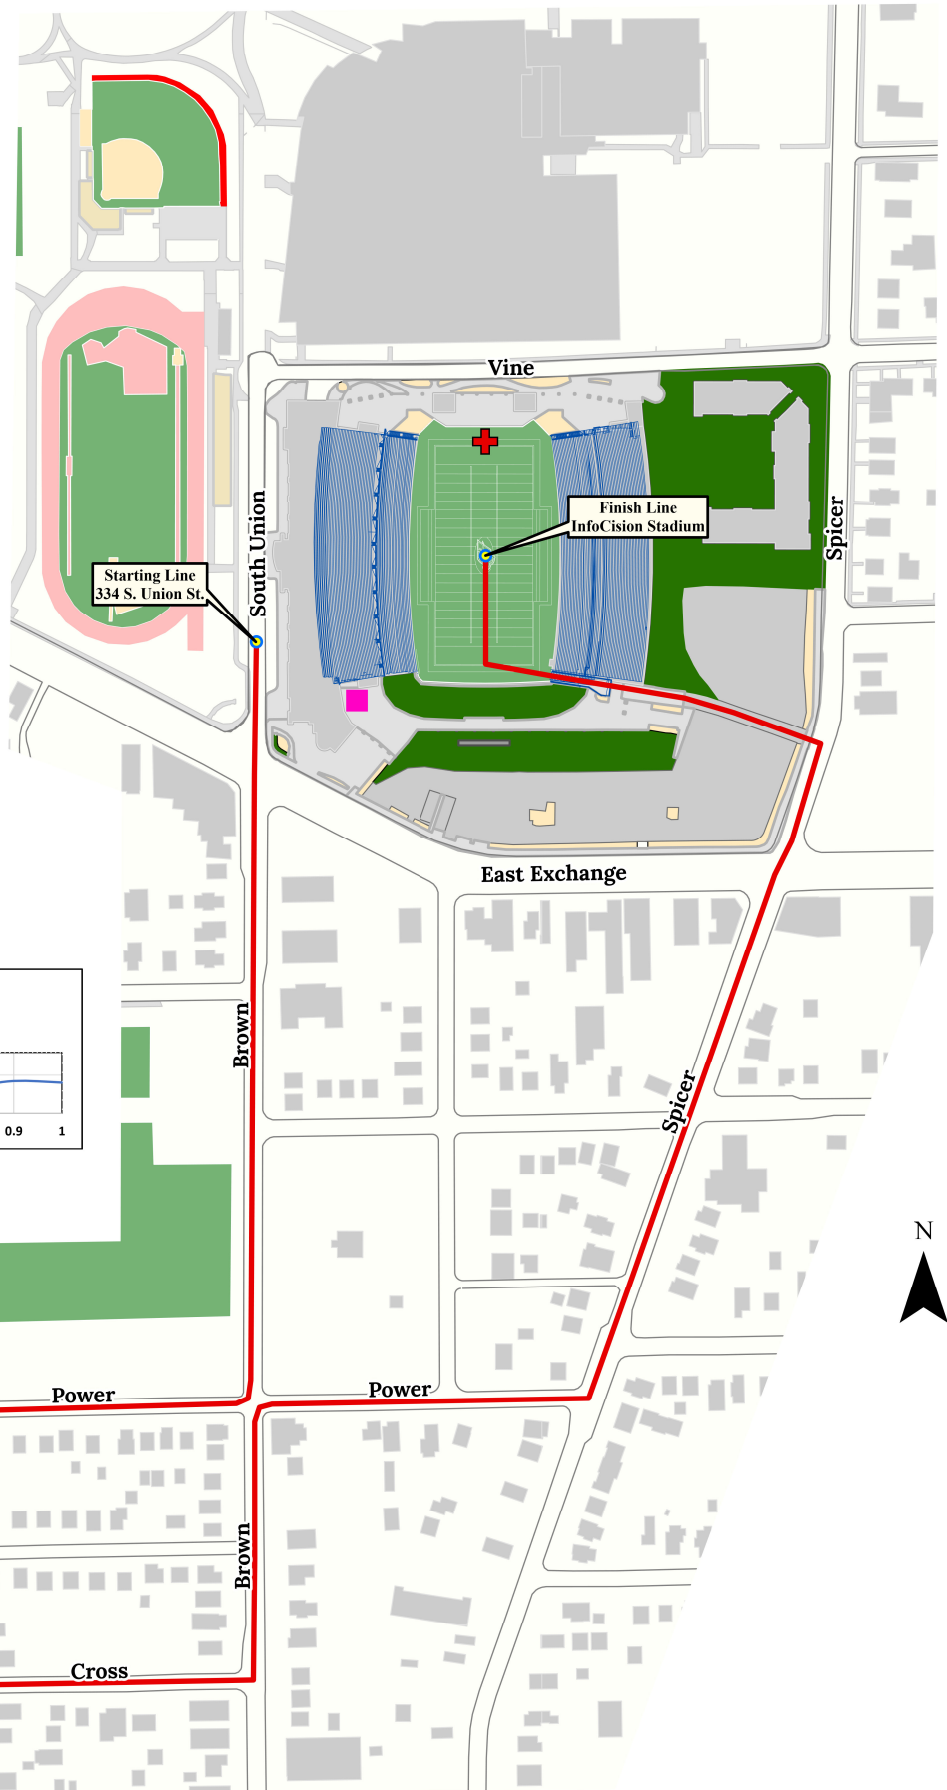 Vine
Finish Line
InfoCision Stadium
Spicer
South Union
Starting Line
334 S. Union St.
East Exchange
Brown
Spicer
0.9 1
N
Power
Power
Brown
Cross